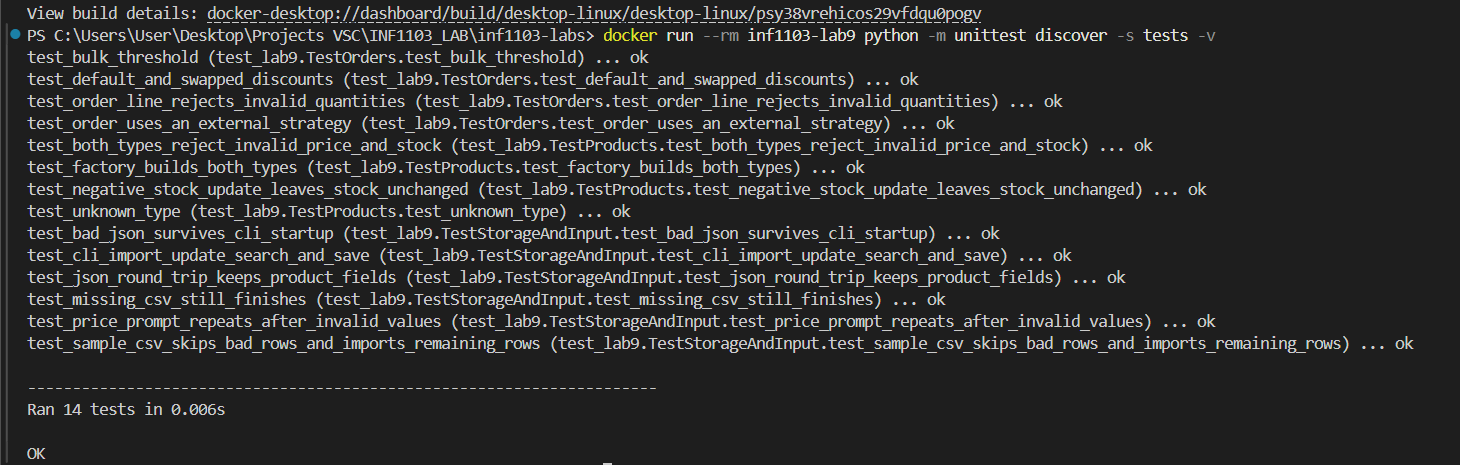 View build details: docker-desktop://dashboard/build/desktop-linux/desktop-linux/psy38vrehicos29vfdqu0pogv
PS C:\Users\User\Desktop\Projects VSC\INF1103_LAB\inf1103-labs> docker run --rm inf1103-lab9 python -m unittest discover -s tests -v
test_bulk_threshold (test_lab9.TestOrders.test_bulk_threshold) ... ok
test_default_and_swapped_discounts (test_lab9.TestOrders.test_default_and_swapped_discounts) ... ok
test_order_line_rejects_invalid_quantities (test_lab9.TestOrders.test_order_line_rejects_invalid_quantities) ... ok
test_order_uses_an_external_strategy (test_lab9.TestOrders.test_order_uses_an_external_strategy) ... ok
test_both_types_reject_invalid_price_and_stock (test_lab9.TestProducts.test_both_types_reject_invalid_price_and_stock) ... ok
test_factory_builds_both_types (test_lab9.TestProducts.test_factory_builds_both_types) ... ok
test_negative_stock_update_leaves_stock_unchanged (test_lab9.TestProducts.test_negative_stock_update_leaves_stock_unchanged) ... ok
test_unknown_type (test_lab9.TestProducts.test_unknown_type) ... ok
test_bad_json_survives_cli_startup (test_lab9.TestStorageAndInput.test_bad_json_survives_cli_startup) ... ok
test_cli_import_update_search_and_save (test_lab9.TestStorageAndInput.test_cli_import_update_search_and_save) ... ok
test_json_round_trip_keeps_product_fields (test_lab9.TestStorageAndInput.test_json_round_trip_keeps_product_fields) ... ok
test_missing_csv_still_finishes (test_lab9.TestStorageAndInput.test_missing_csv_still_finishes) ... ok
test_price_prompt_repeats_after_invalid_values (test_lab9.TestStorageAndInput.test_price_prompt_repeats_after_invalid_values) ... ok
test_sample_csv_skips_bad_rows_and_imports_remaining_rows (test_lab9.TestStorageAndInput.test_sample_csv_skips_bad_rows_and_imports_remaining_rows) ... ok
----------------------------------------------------------------------
Ran 14 tests in 0.006s
OK